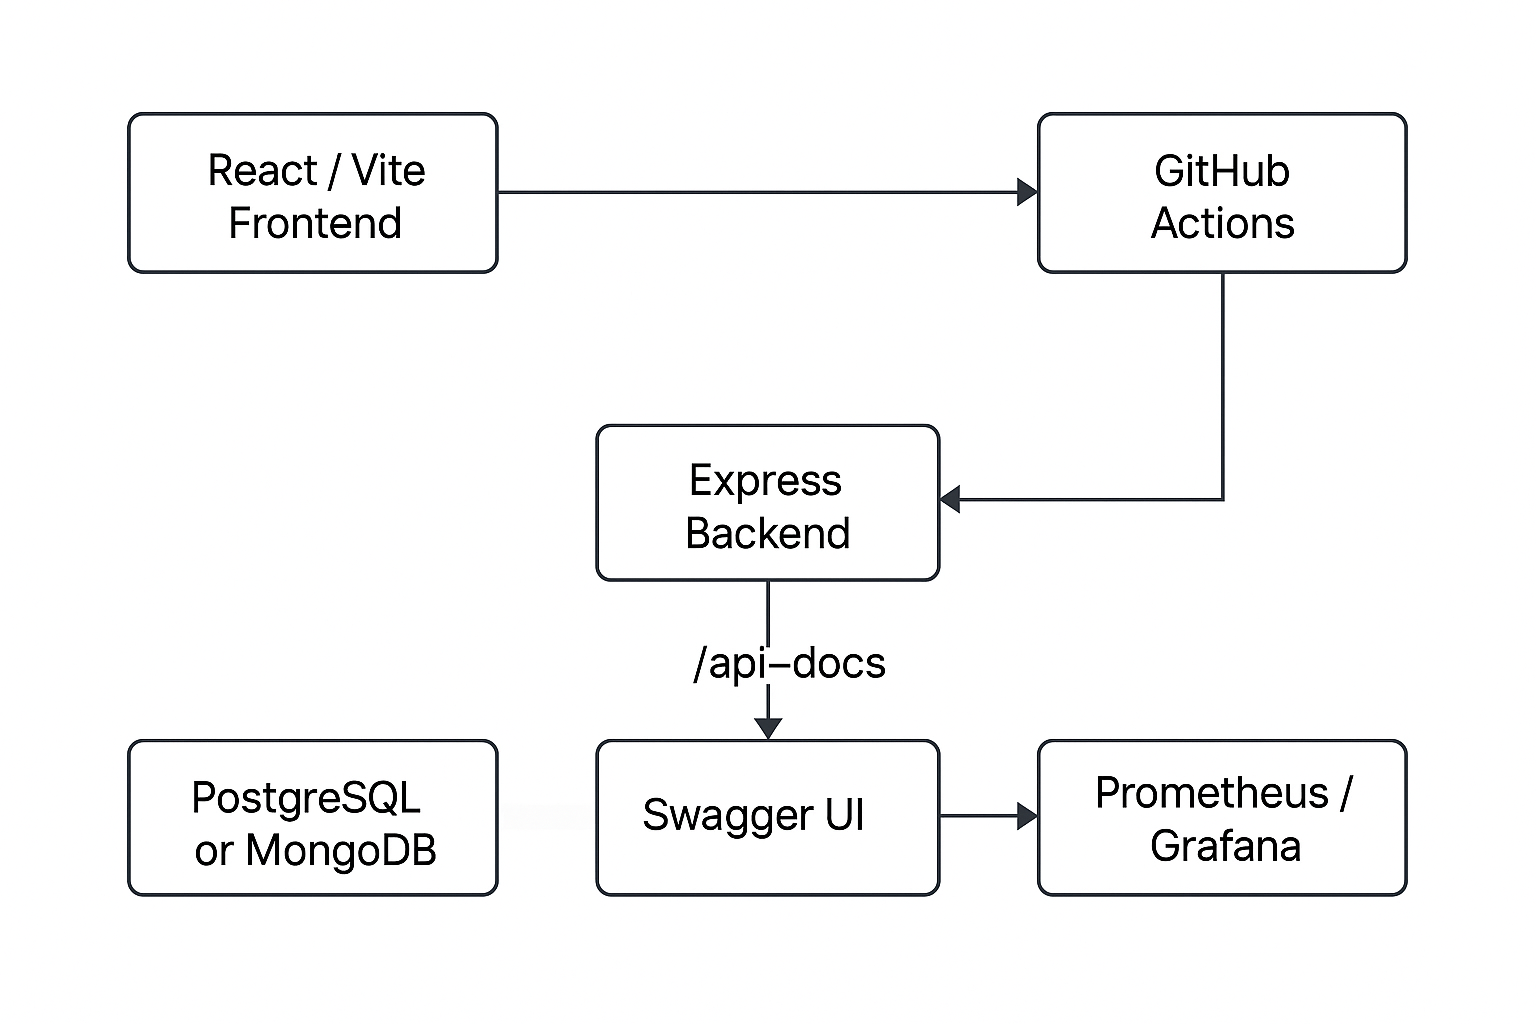 React / Vite
Frontend
GitHub
Actions
Express
Backend
/api–docs
PostgreSQL
or MongoDB
Swagger UI
Prometheus /
Grafana